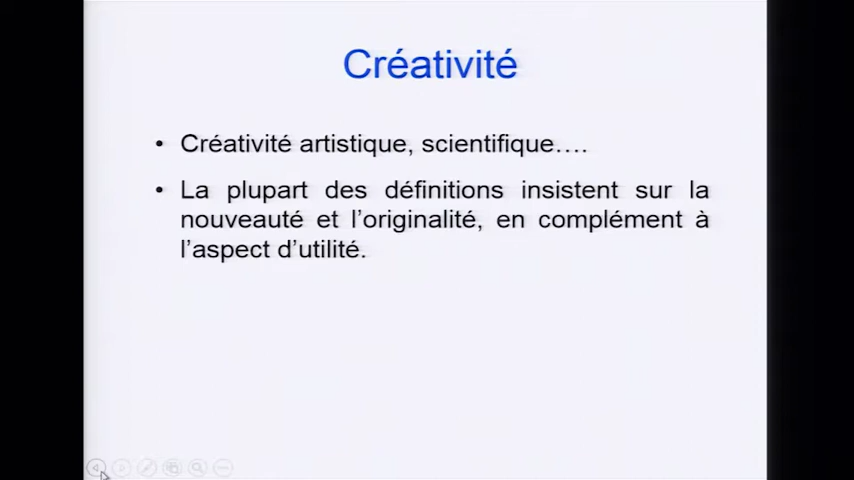 Créativité
• Créativité artistique, scientifique….
• La plupart des définitions insistent sur la
nouveauté et l’originalité, en complément à
l’aspect d’utilité.